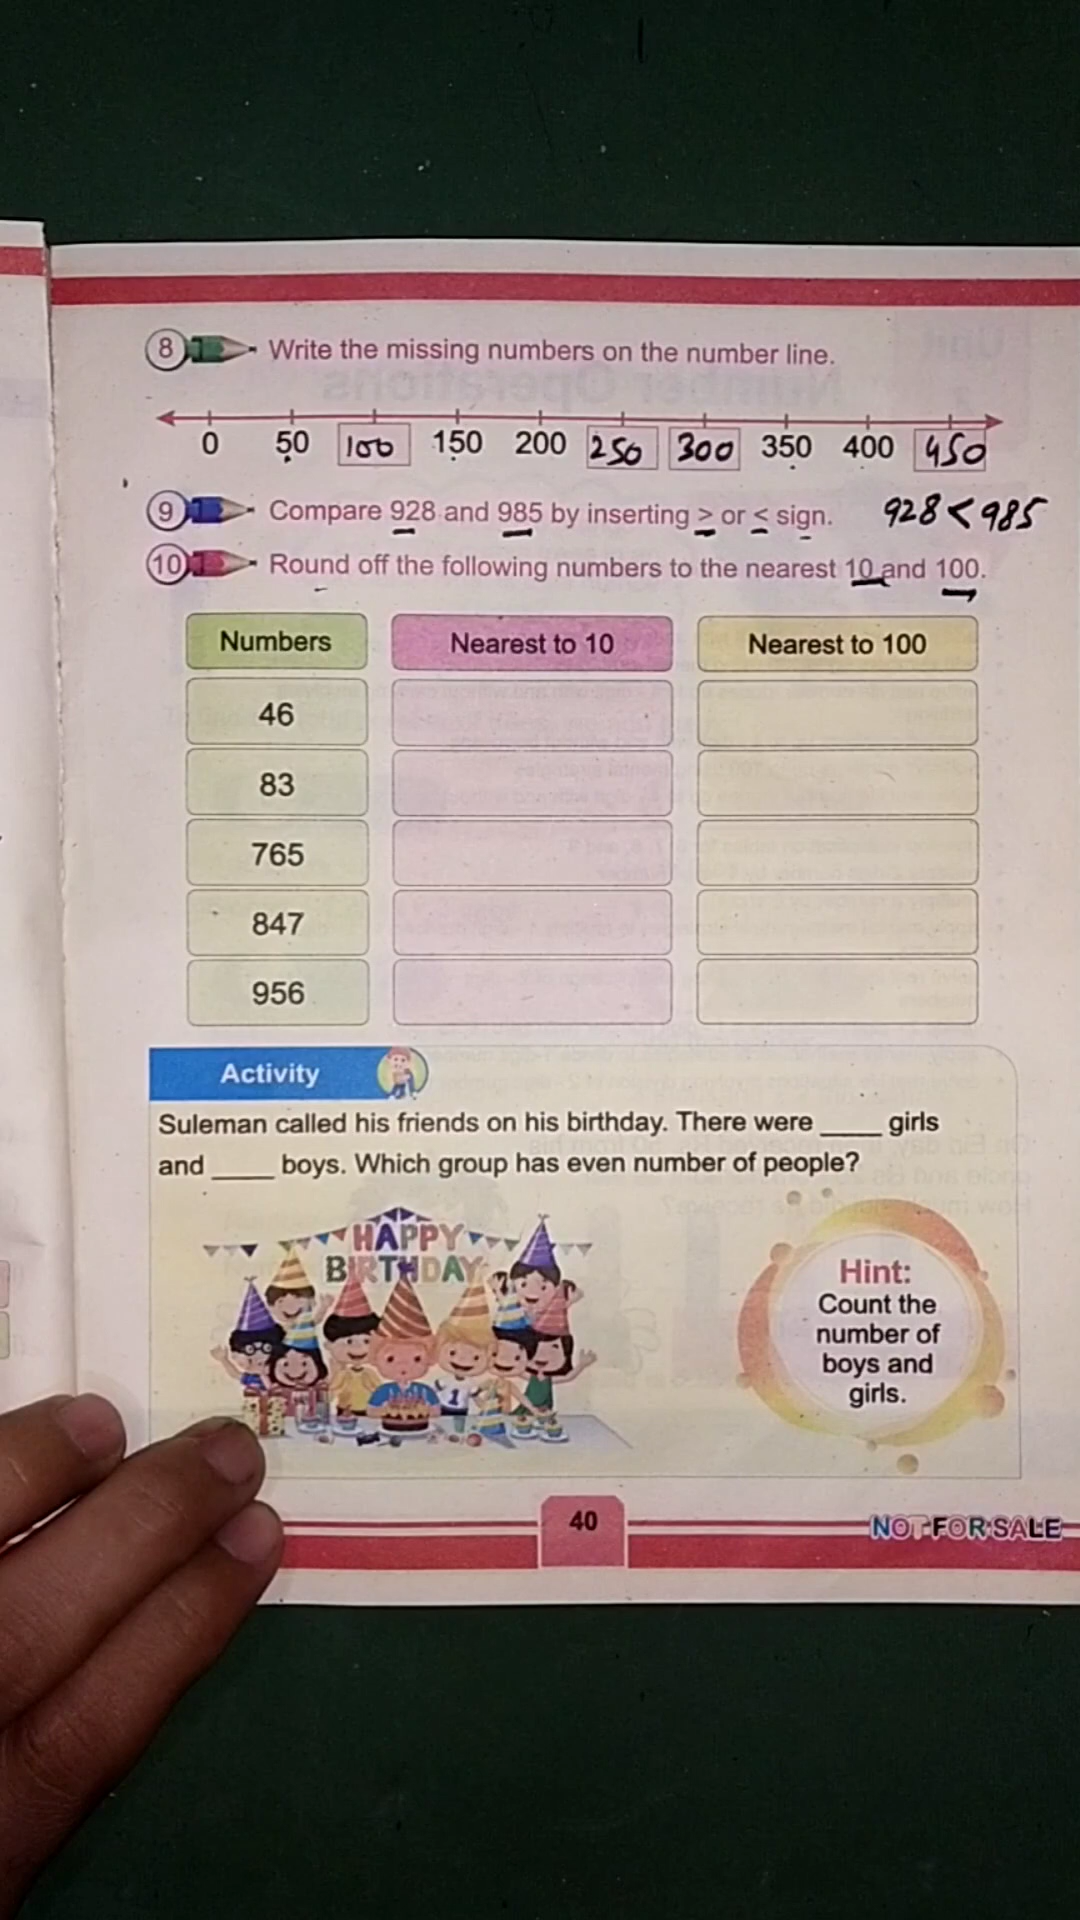 8 Write the missing numbers on the number line.
0 50 100 150 200 250 300 350 400 450
9 Compare 928 and 985 by inserting > or < sign. 928 < 985
10 Round off the following numbers to the nearest 10 and 100.
Numbers Nearest to 10 Nearest to 100
46
83
765
847
956
Activity
Suleman called his friends on his birthday. There were ____ girls
and ____ boys. Which group has even number of people?
HAPPY
BIRTHDAY
1
Hint:
Count the
number of
boys and
girls.
40
NOT FOR SALE